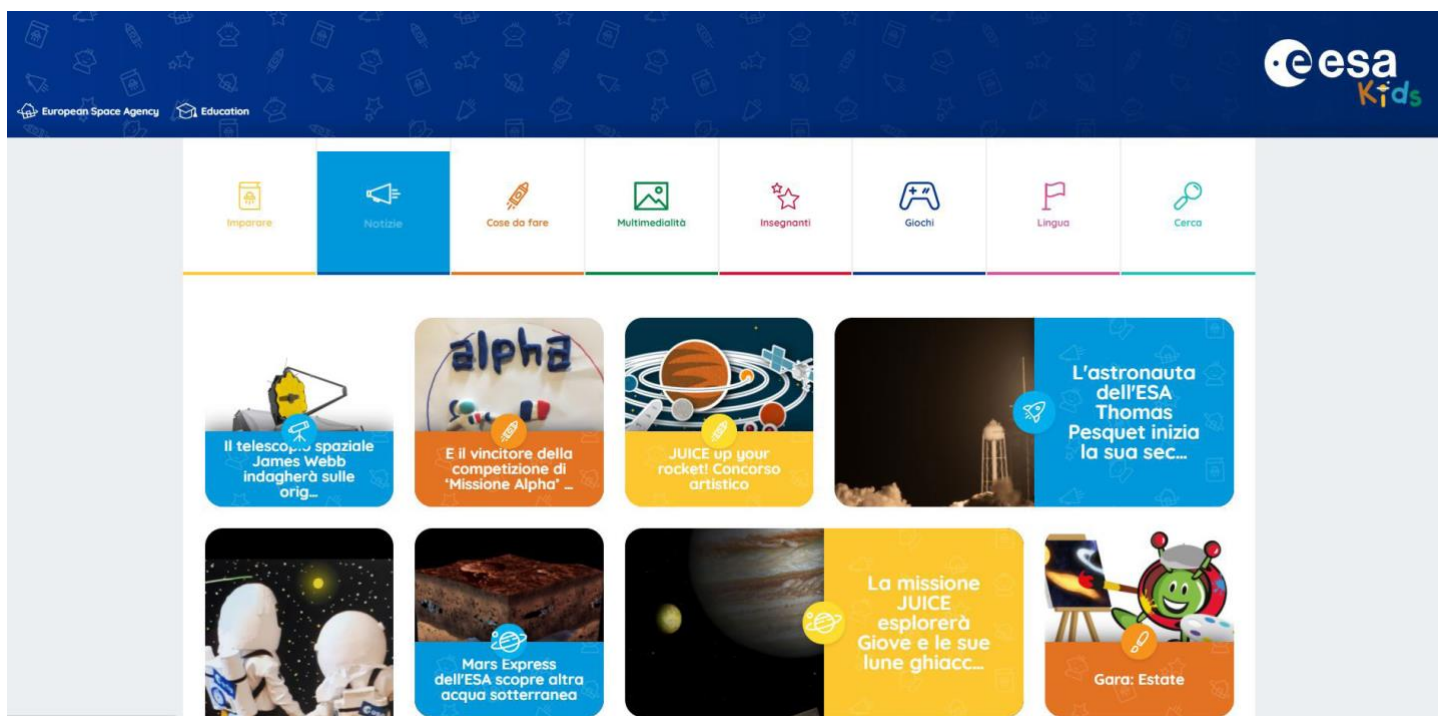 esa
Kids
European Space Agency
Education
Imparare
Notizie
Cose da fare
Multimedialità
Insegnanti
Giochi
Lingua
Cerca
Il telescopio spaziale
James Webb
indagherà sulle
orig...
alpha
E il vincitore della
competizione di
'Missione Alpha' ...
JUICE up your
rocket! Concorso
artistico
L'astronauta
dell'ESA
Thomas
Pesquet inizia
la sua sec...
Mars Express
dell'ESA scopre altra
acqua sotterranea
La missione
JUICE
esplorerà
Giove e le sue
lune ghiacc...
Gara: Estate